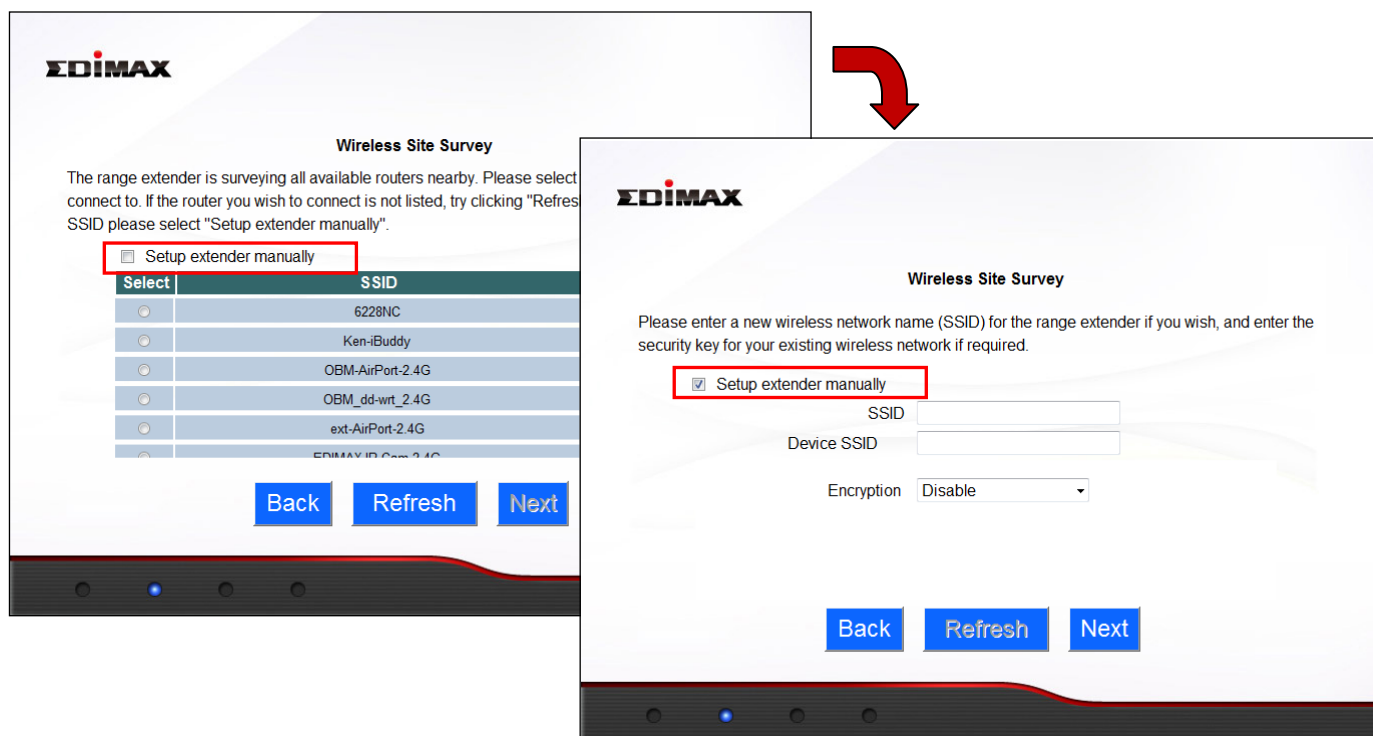 EDIMAX
Wireless Site Survey
The range extender is surveying all available routers nearby. Please select
connect to. If the router you wish to connect is not listed, try clicking "Refres
SSID please select "Setup extender manually".
Setup extender manually
Select SSID
6228NC
Ken-iBuddy
OBM-AirPort-2.4G
OBM_dd-wrt_2.4G
ext-AirPort-2.4G
EDIMAX IR Cam 2.4G
Back Refresh Next
EDIMAX
Wireless Site Survey
Please enter a new wireless network name (SSID) for the range extender if you wish, and enter the
security key for your existing wireless network if required.
Setup extender manually
SSID
Device SSID
Encryption Disable
Back Refresh Next